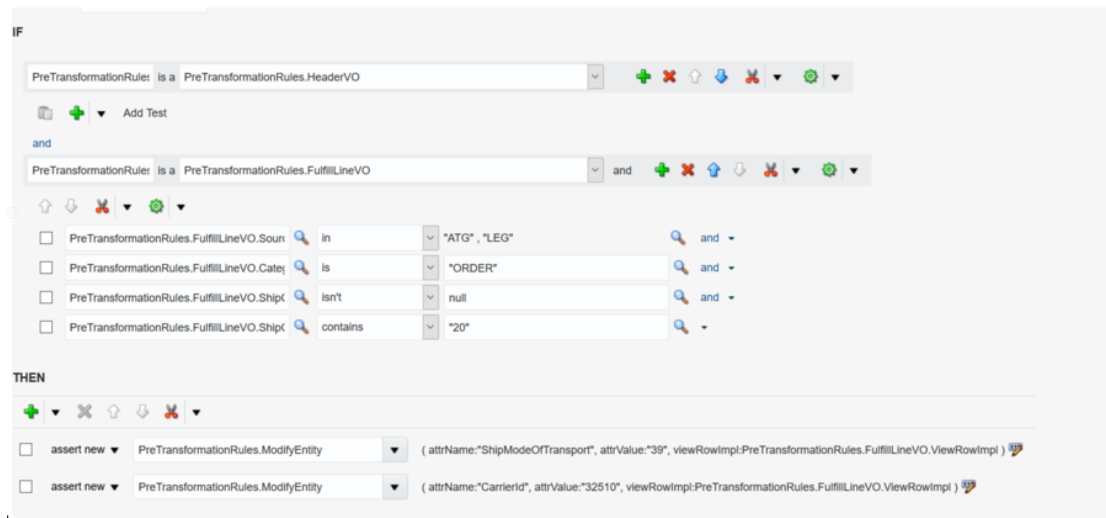 IF
PreTransformationRules is a PreTransformationRules.HeaderVO
Add Test
and
PreTransformationRules is a PreTransformationRules.FulfillLineVO and
PreTransformationRules.FulfillLineVO.Sour in "ATG" , "LEG" and
PreTransformationRules.FulfillLineVO.Categ is "ORDER" and
PreTransformationRules.FulfillLineVO.Ship isn't null and
PreTransformationRules.FulfillLineVO.Ship contains "20"
THEN
assert new PreTransformationRules.ModifyEntity ( attrName:"ShipModeOfTransport", attrValue:"39", viewRowImpl:PreTransformationRules.FulfillLineVO.ViewRowImpl )
assert new PreTransformationRules.ModifyEntity ( attrName:"CarrierId", attrValue:"32510", viewRowImpl:PreTransformationRules.FulfillLineVO.ViewRowImpl )